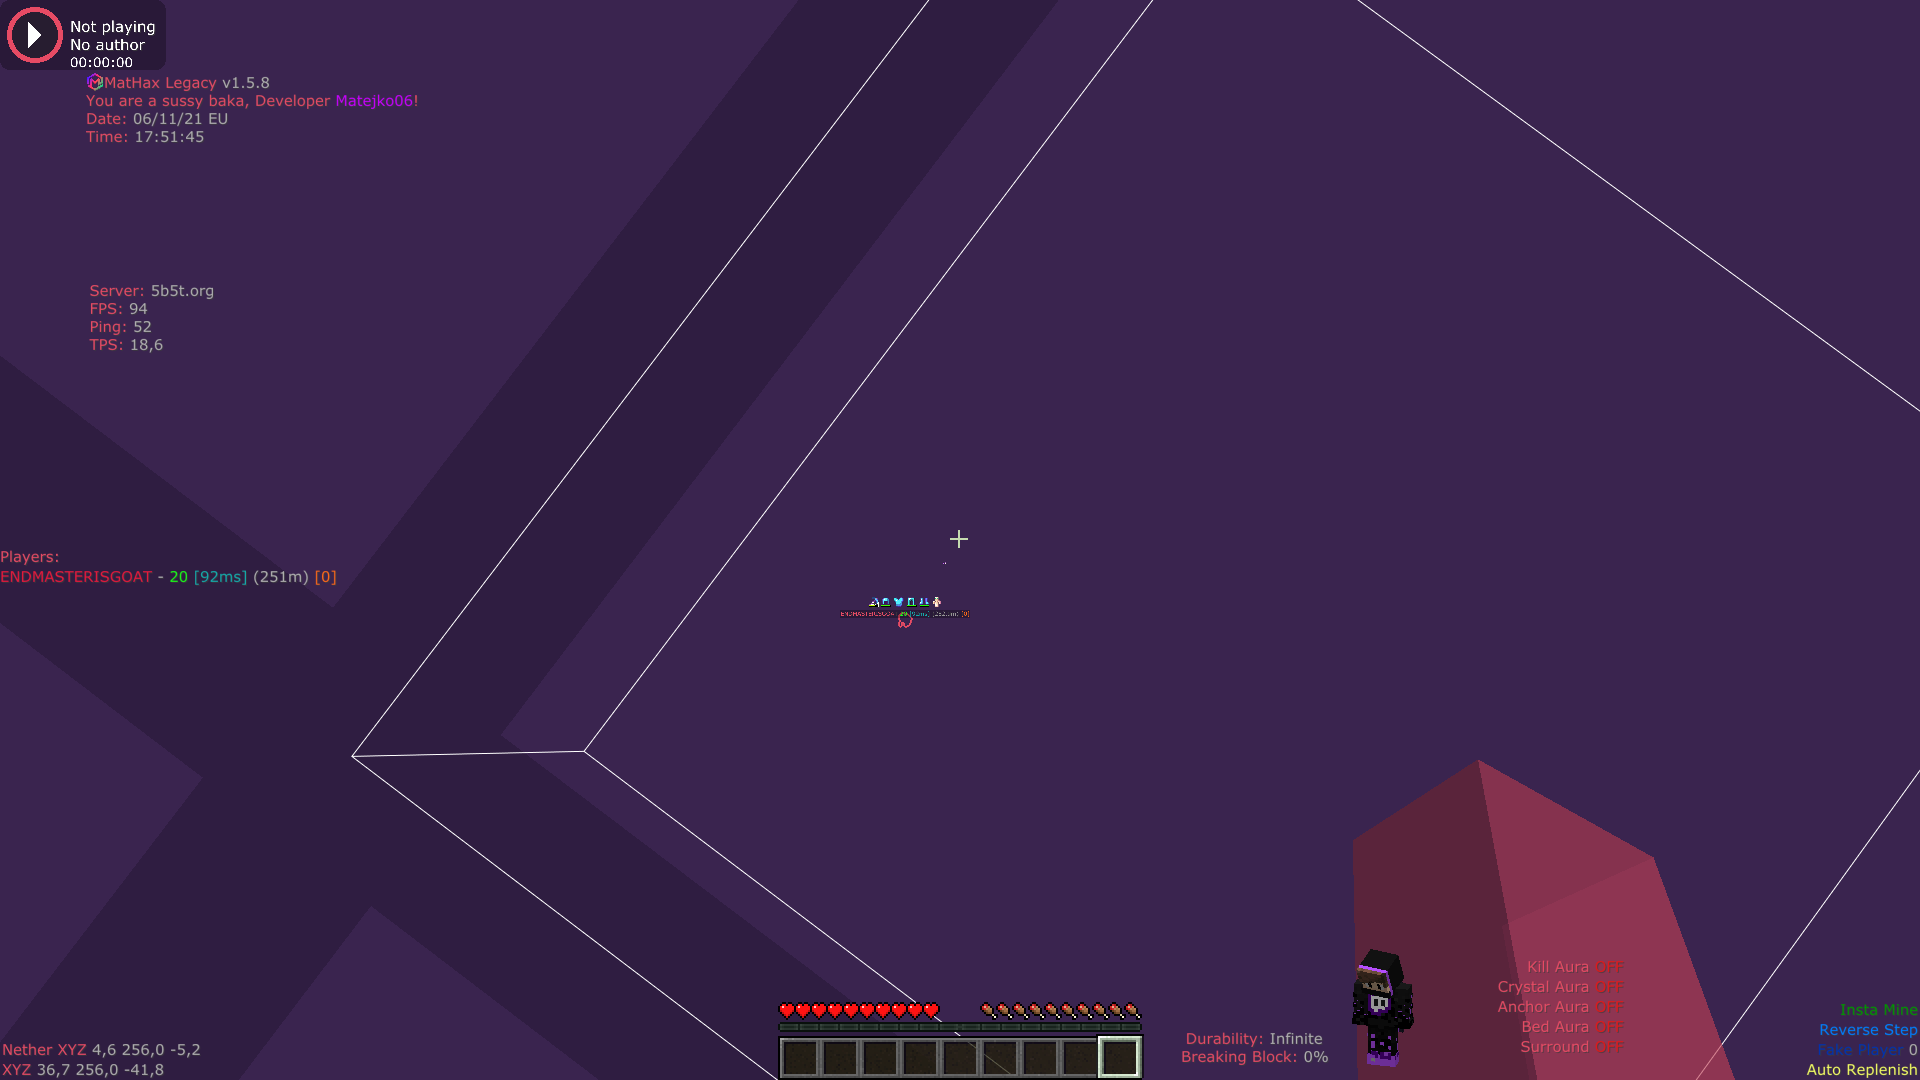 Not playing
No author
00:00:00
MatHax Legacy v1.5.8
You are a sussy baka, Developer Matejko06!
Date: 06/11/21 EU
Time: 17:51:45
Server: 5b5t.org
FPS: 94
Ping: 52
TPS: 18,6
Players:
ENDMASTERISGOAT - 20 [92ms] (251m) [0]
ENDMASTERISGOAT 20 [92ms] [0]
Kill Aura OFF
Crystal Aura OFF
Anchor Aura OFF
Bed Aura OFF
Surround OFF
Durability: Infinite
Breaking Block: 0%
Insta Mine
Reverse Step
Fake Player 0
Auto Replenish
Nether XYZ 4,6 256,0 -5,2
XYZ 36,7 256,0 -41,8